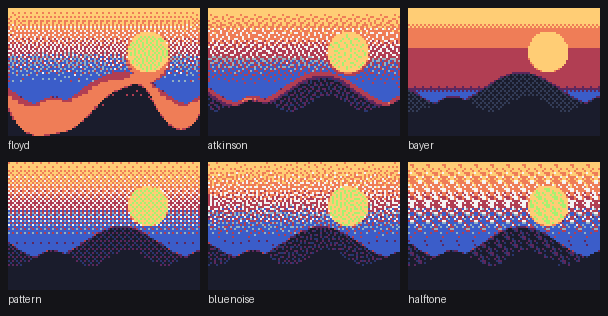 floyd
atkinson
bayer
pattern
bluenoise
halftone